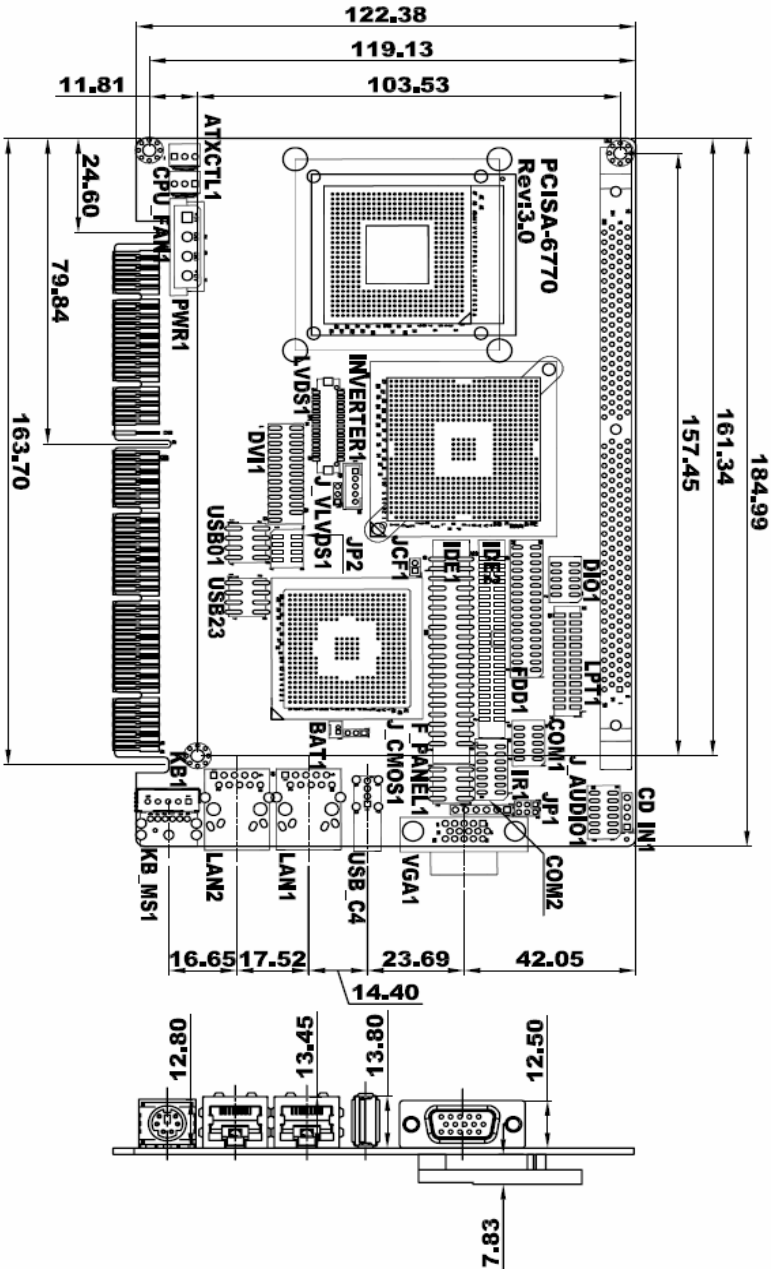 122.38
119.13
11.81
103.53
ATXCTL1
CPU_FAN1
PWR1
24.60
79.84
163.70
PCISA-6770
Rev:3.0
157.45
161.34
184.99
LVDS1
INVERTER1
DVI1
J_VLVDS1
JP2
USB01
USB23
JCF1
IDE1
IDE2
DIO1
LPT1
FDD1
COM1
BAT1
J_CMOS1
F_PANEL1
IR1
JP1
J_AUDIO1
CD_IN1
KB1
KB_MS1
LAN2
LAN1
USB_C4
VGA1
COM2
16.65
17.52
23.69
42.05
14.40
12.80
13.45
13.80
12.50
7.83